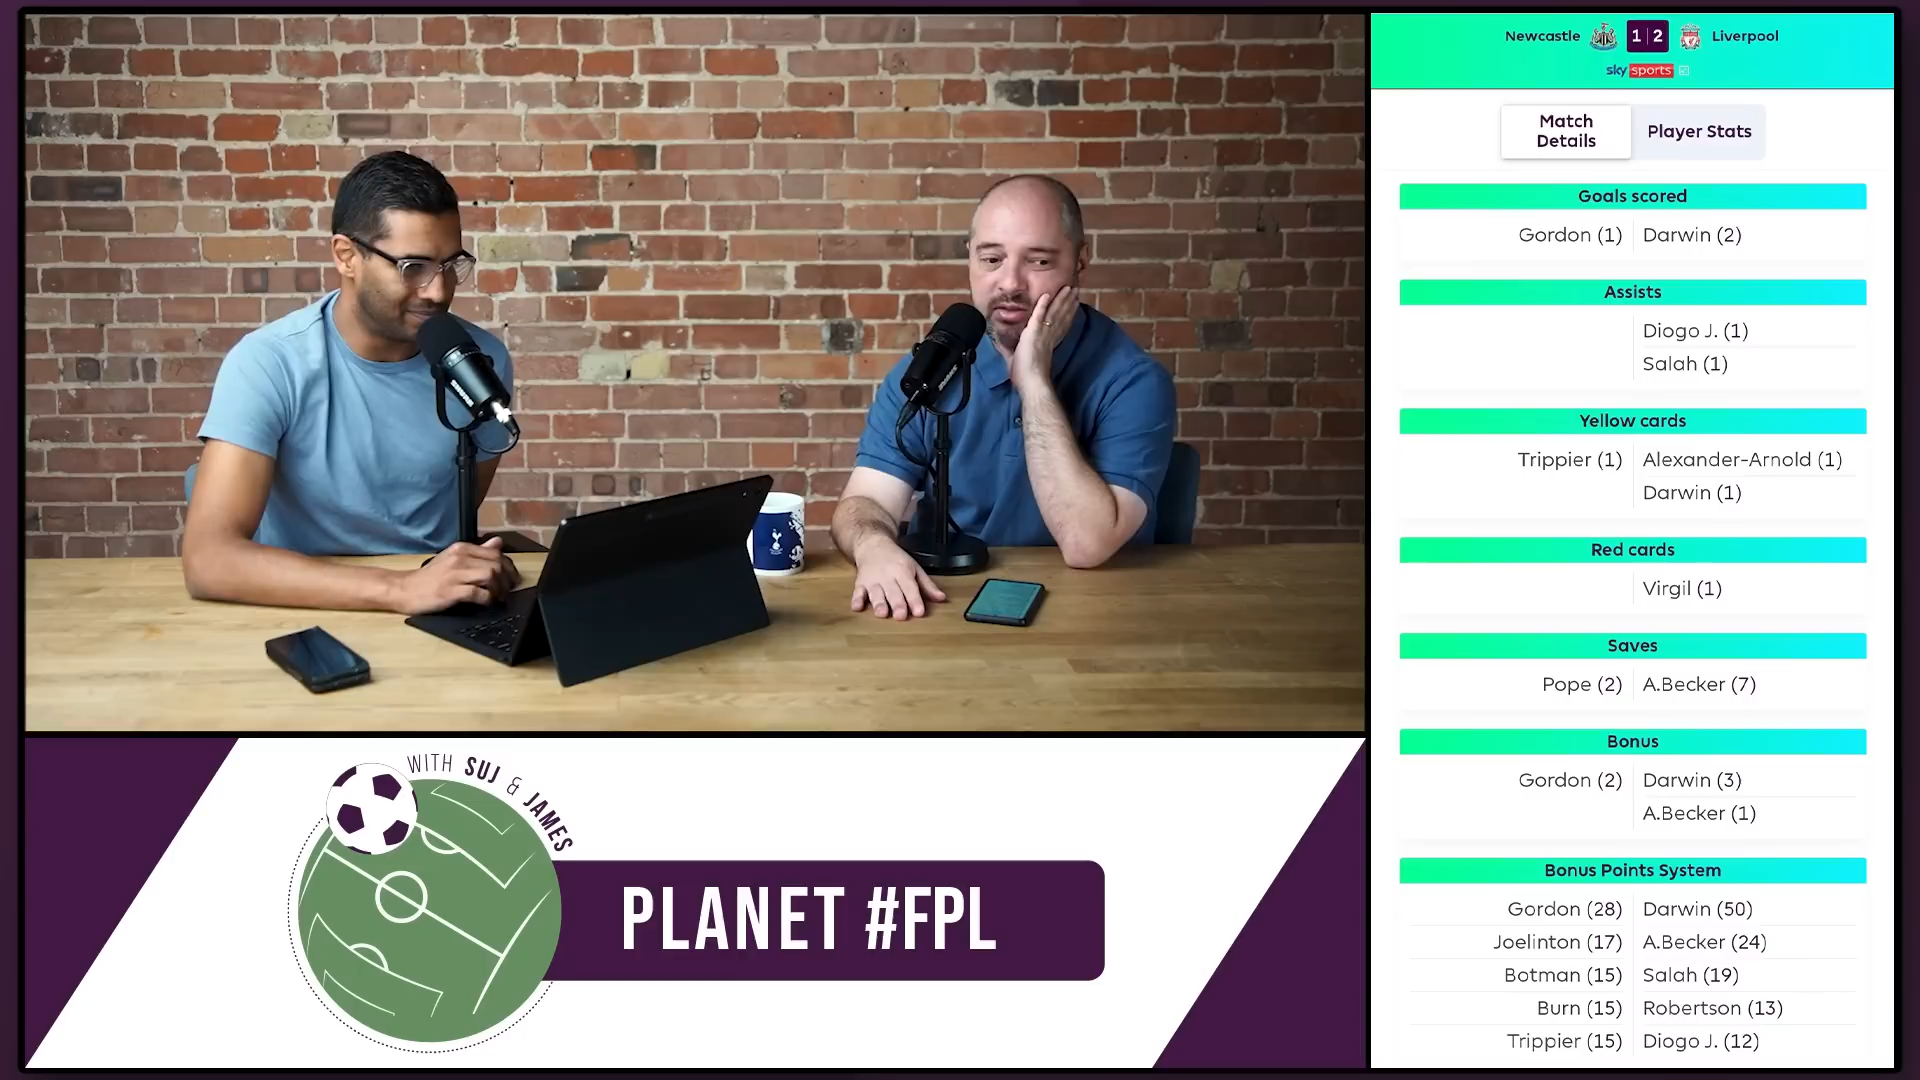 Newcastle 1 2 Liverpool
sky sports
Match Details
Player Stats
Goals scored
Gordon (1) Darwin (2)
Assists
Diogo J. (1)
Salah (1)
Yellow cards
Trippier (1) Alexander-Arnold (1)
Darwin (1)
Red cards
Virgil (1)
Saves
Pope (2) A.Becker (7)
Bonus
Gordon (2) Darwin (3)
A.Becker (1)
Bonus Points System
Gordon (28) Darwin (50)
Joelinton (17) A.Becker (24)
Botman (15) Salah (19)
Burn (15) Robertson (13)
Trippier (15) Diogo J. (12)
WITH SUJ & JAMES
PLANET #FPL